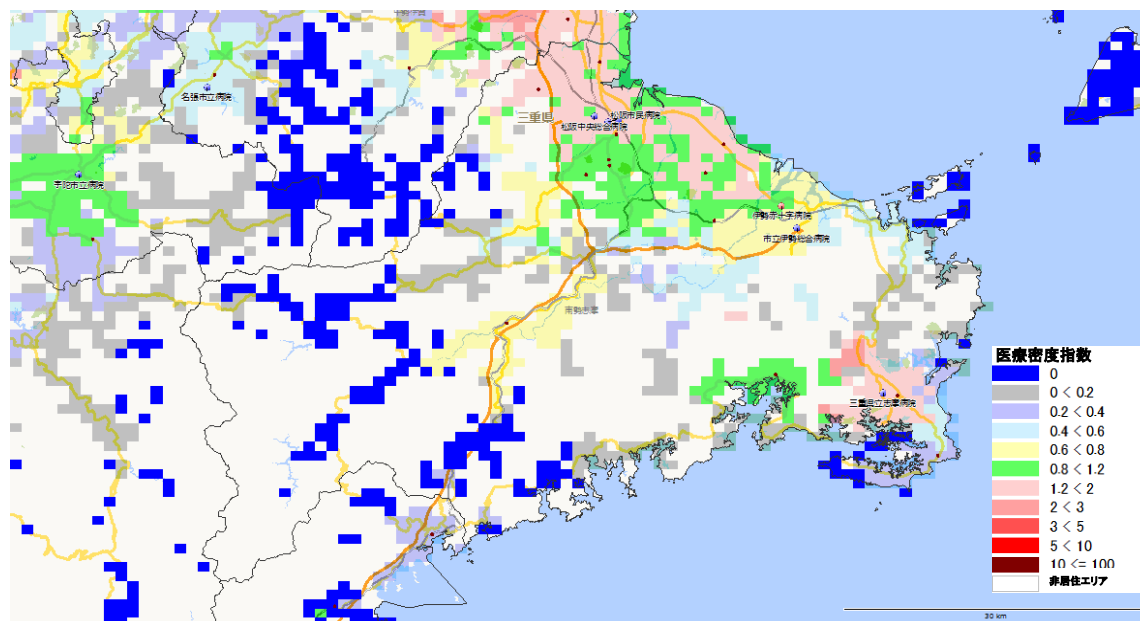 名張市立病院
三重県
松阪市民病院
松阪中央総合病院
宇陀市立病院
伊勢赤十字病院
市立伊勢総合病院
南勢志摩
三重県立志摩病院
医療密度指数
0
0 < 0.2
0.2 < 0.4
0.4 < 0.6
0.6 < 0.8
0.8 < 1.2
1.2 < 2
2 < 3
3 < 5
5 < 10
10 <= 100
非居住エリア
30 km